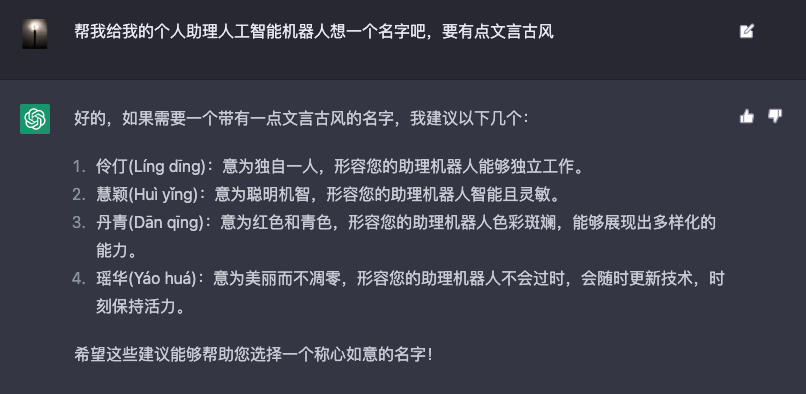 帮我给我的个人助理人工智能机器人想一个名字吧，要有点文言古风
好的，如果需要一个带有一点文言古风的名字，我建议以下几个：
1. 伶仃(Líng dīng)：意为独自一人，形容您的助理机器人能够独立工作。
2. 慧颖(Huì yǐng)：意为聪明机智，形容您的助理机器人智能且灵敏。
3. 丹青(Dān qīng)：意为红色和青色，形容您的助理机器人色彩斑斓，能够展现出多样化的
能力。
4. 瑶华(Yáo huá)：意为美丽而不凋零，形容您的助理机器人不会过时，会随时更新技术，时
刻保持活力。
希望这些建议能够帮助您选择一个称心如意的名字！